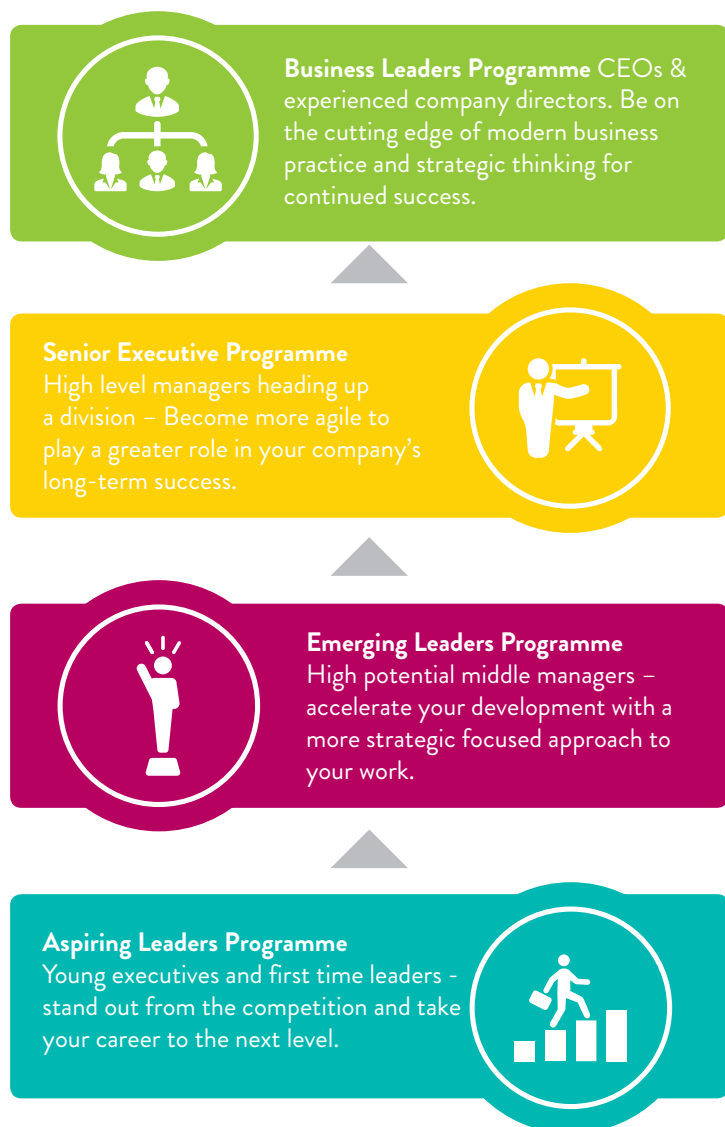 Business Leaders Programme CEOs &
experienced company directors. Be on
the cutting edge of modern business
practice and strategic thinking for
continued success.
Senior Executive Programme
High level managers heading up
a division – Become more agile to
play a greater role in your company’s
long-term success.
Emerging Leaders Programme
High potential middle managers –
accelerate your development with a
more strategic focused approach to
your work.
Aspiring Leaders Programme
Young executives and first time leaders -
stand out from the competition and take
your career to the next level.